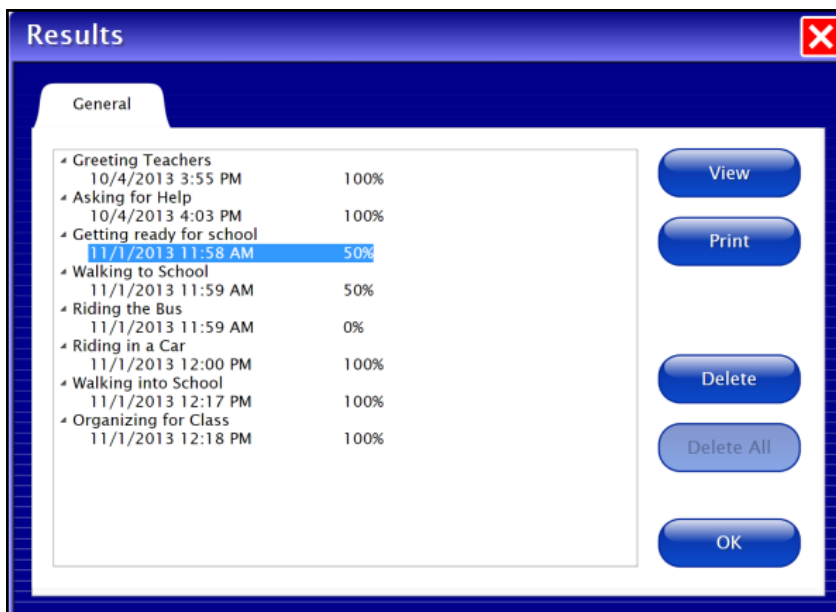 Results
General
Greeting Teachers
10/4/2013 3:55 PM 100%
Asking for Help
10/4/2013 4:03 PM 100%
Getting ready for school
11/1/2013 11:58 AM 50%
Walking to School
11/1/2013 11:59 AM 50%
Riding the Bus
11/1/2013 11:59 AM 0%
Riding in a Car
11/1/2013 12:00 PM 100%
Walking into School
11/1/2013 12:17 PM 100%
Organizing for Class
11/1/2013 12:18 PM 100%
View
Print
Delete
Delete All
OK